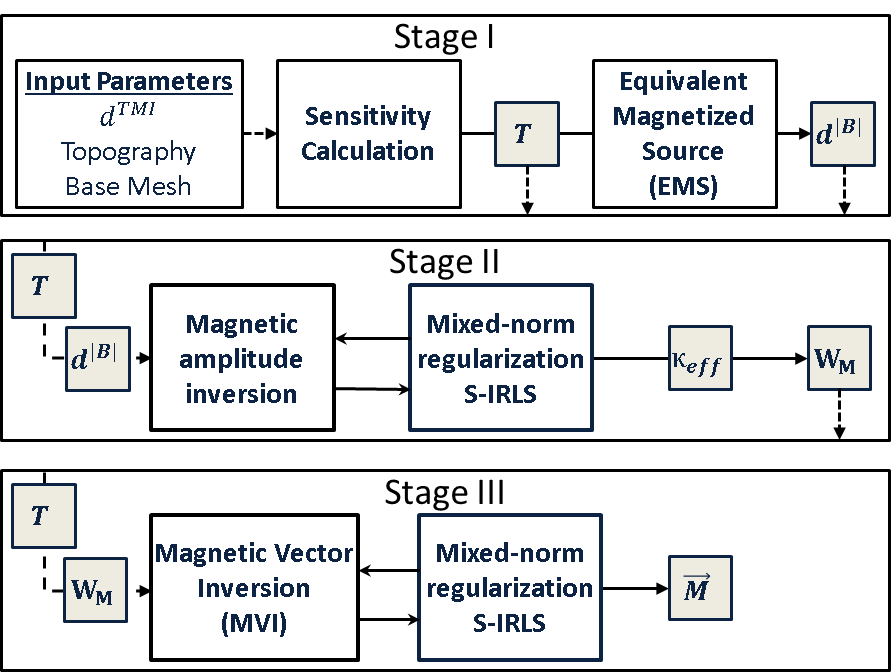 Stage I
Input Parameters
d^{TMI}
Topography
Base Mesh
Sensitivity
Calculation
T
Equivalent
Magnetized
Source
(EMS)
d^{|B|}
Stage II
T
d^{|B|}
Magnetic
amplitude
inversion
Mixed-norm
regularization
S-IRLS
κ_{eff}
W_M
Stage III
T
W_M
Magnetic Vector
Inversion
(MVI)
Mixed-norm
regularization
S-IRLS
\vec{M}